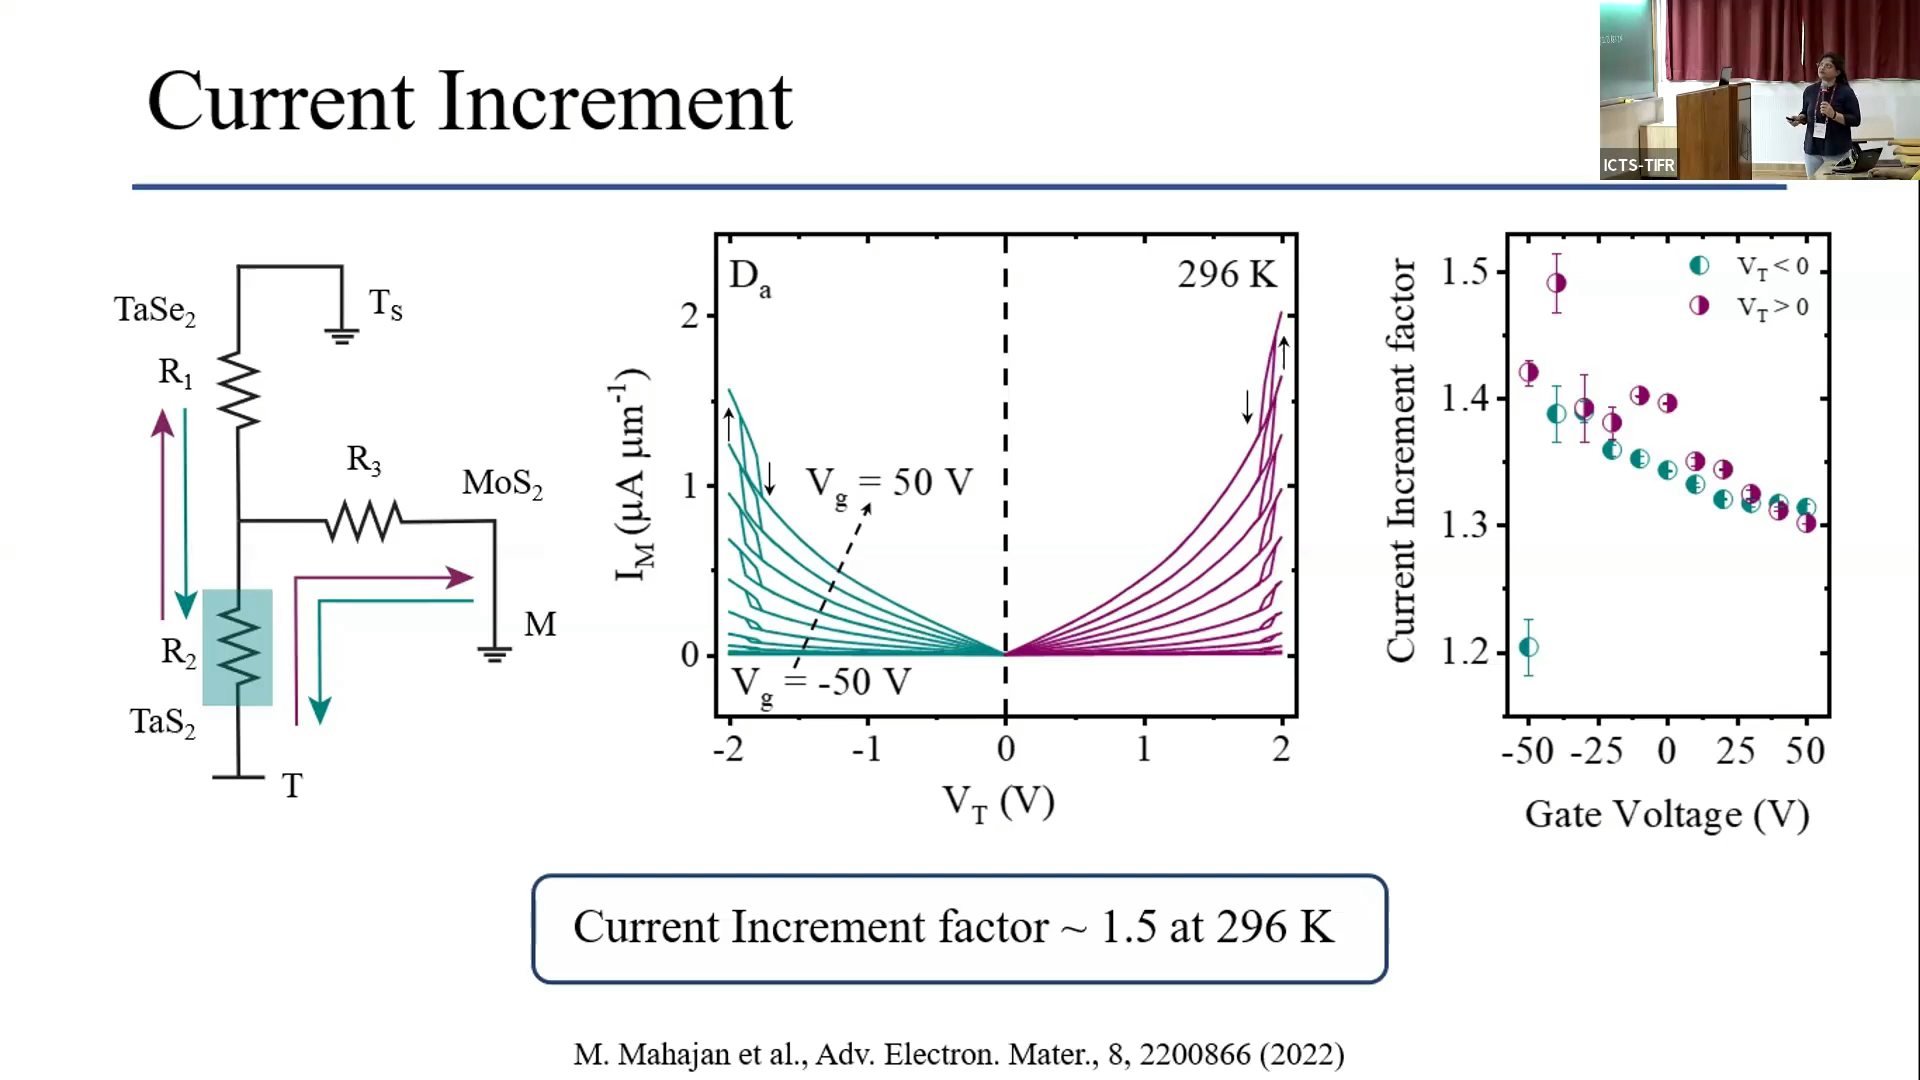 Current Increment
ICTS-TIFR
TaSe2
TS
R1
R3
MoS2
R2
M
TaS2
T
Da
296 K
IM (µA µm-1)
2
1
0
Vg = 50 V
Vg = -50 V
-2 -1 0 1 2
VT (V)
Current Increment factor
1.5
1.4
1.3
1.2
VT < 0
VT > 0
-50 -25 0 25 50
Gate Voltage (V)
Current Increment factor ~ 1.5 at 296 K
M. Mahajan et al., Adv. Electron. Mater., 8, 2200866 (2022)